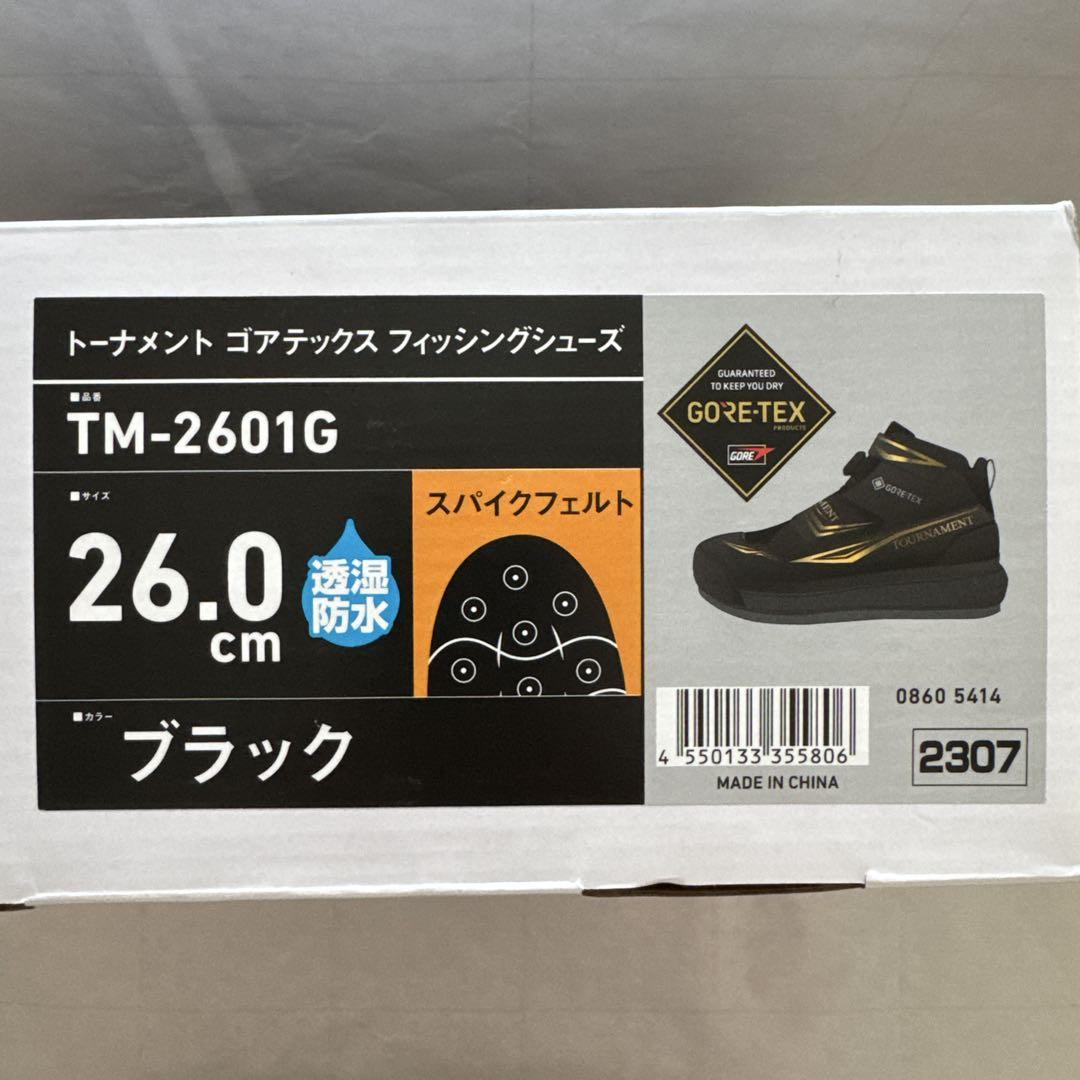 トーナメント ゴアテックス フィッシングシューズ
■品番
TM-2601G
■サイズ
26.0
cm
透湿
防水
スパイクフェルト
■カラー
ブラック
GUARANTEED
TO KEEP YOU DRY
GORE-TEX
PRODUCTS
GORE
GORE-TEX
TOURNAMENT
MENT
4 550133 355806
MADE IN CHINA
0860 5414
2307